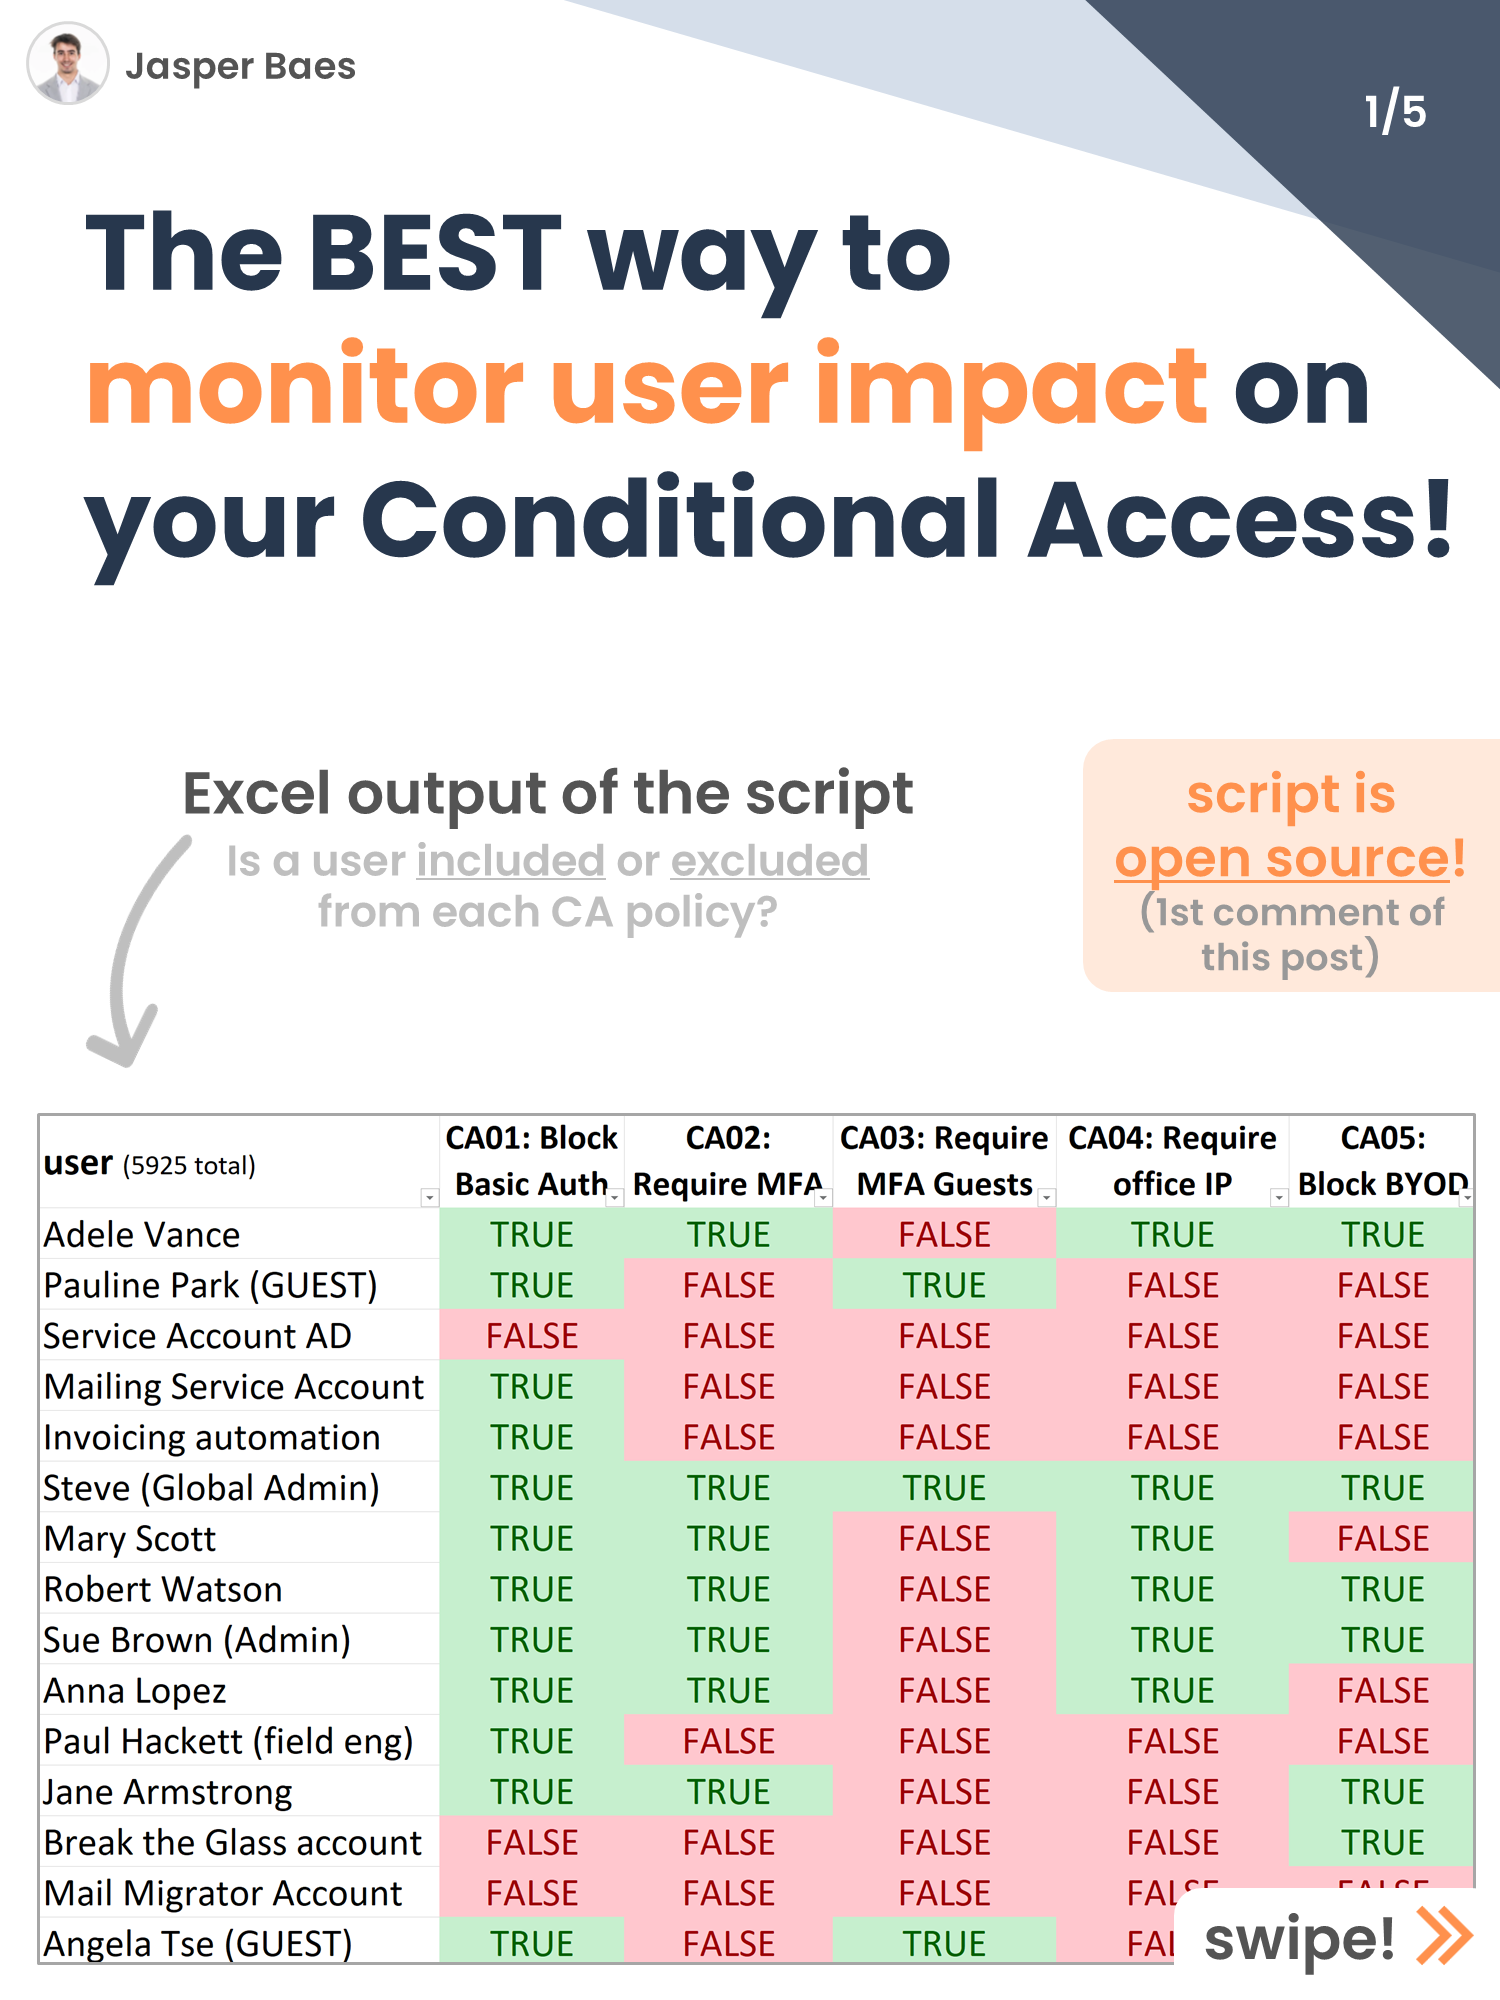 Jasper Baes
1/5
The BEST way to
monitor user impact on
your Conditional Access!
Excel output of the script
Is a user included or excluded
from each CA policy?
script is
open source!
(1st comment of
this post)
user (5925 total) CA01: Block Basic Auth CA02: Require MFA CA03: Require MFA Guests CA04: Require office IP CA05: Block BYOD
Adele Vance TRUE TRUE FALSE TRUE TRUE
Pauline Park (GUEST) TRUE FALSE TRUE FALSE FALSE
Service Account AD FALSE FALSE FALSE FALSE FALSE
Mailing Service Account TRUE FALSE FALSE FALSE FALSE
Invoicing automation TRUE FALSE FALSE FALSE FALSE
Steve (Global Admin) TRUE TRUE TRUE TRUE TRUE
Mary Scott TRUE TRUE FALSE TRUE FALSE
Robert Watson TRUE TRUE FALSE TRUE TRUE
Sue Brown (Admin) TRUE TRUE FALSE TRUE TRUE
Anna Lopez TRUE TRUE FALSE TRUE FALSE
Paul Hackett (field eng) TRUE FALSE FALSE FALSE FALSE
Jane Armstrong TRUE TRUE FALSE FALSE TRUE
Break the Glass account FALSE FALSE FALSE FALSE TRUE
Mail Migrator Account FALSE FALSE FALSE FALSE FALSE
Angela Tse (GUEST) TRUE FALSE TRUE
swipe!